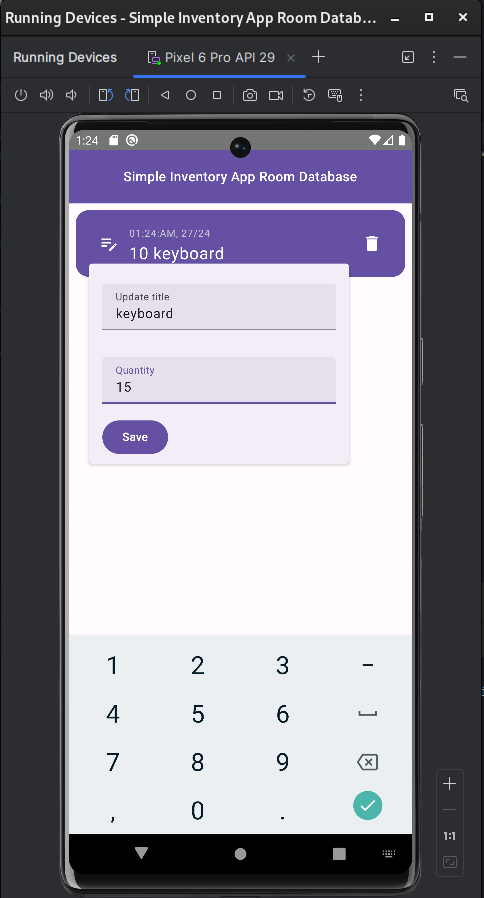 Running Devices - Simple Inventory App Room Datab...
Running Devices
Pixel 6 Pro API 29
1:24
Simple Inventory App Room Database
01:24:AM, 27/24
10 keyboard
Update title
keyboard
Quantity
15
Save
1 2 3 -
4 5 6
7 8 9
, 0 .
1:1